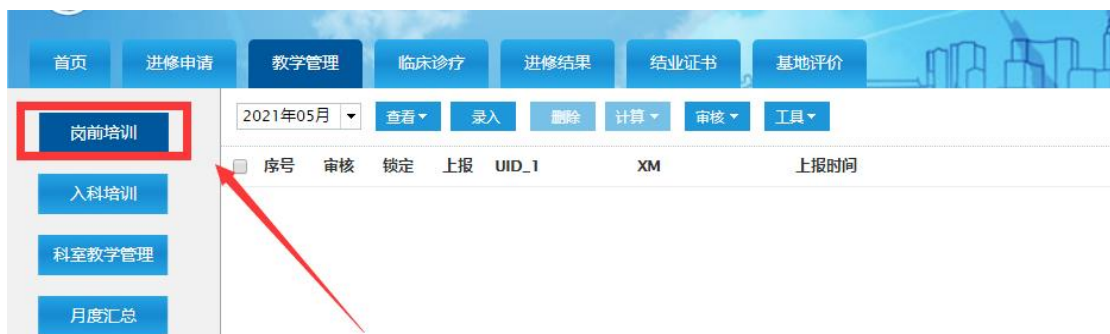 首页 进修申请 教学管理 临床诊疗 进修结果 结业证书 基地评价
岗前培训
入科培训
科室教学管理
月度汇总
2021年05月 查看 录入 删除 计算 审核 工具
序号 审核 锁定 上报 UID_1 XM 上报时间